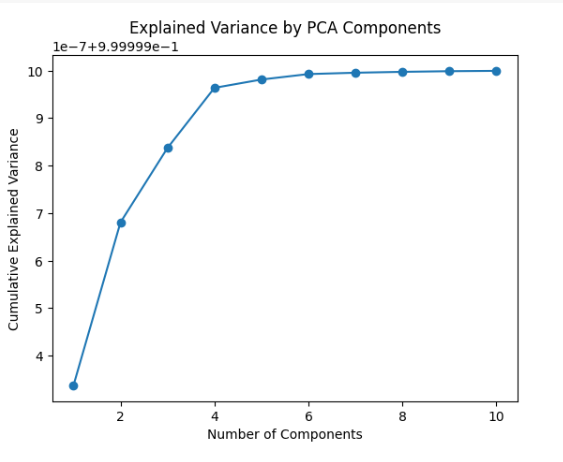 Explained Variance by PCA Components
1e−7+9.99999e−1
10
9
8
7
6
5
4
Cumulative Explained Variance
2 4 6 8 10
Number of Components